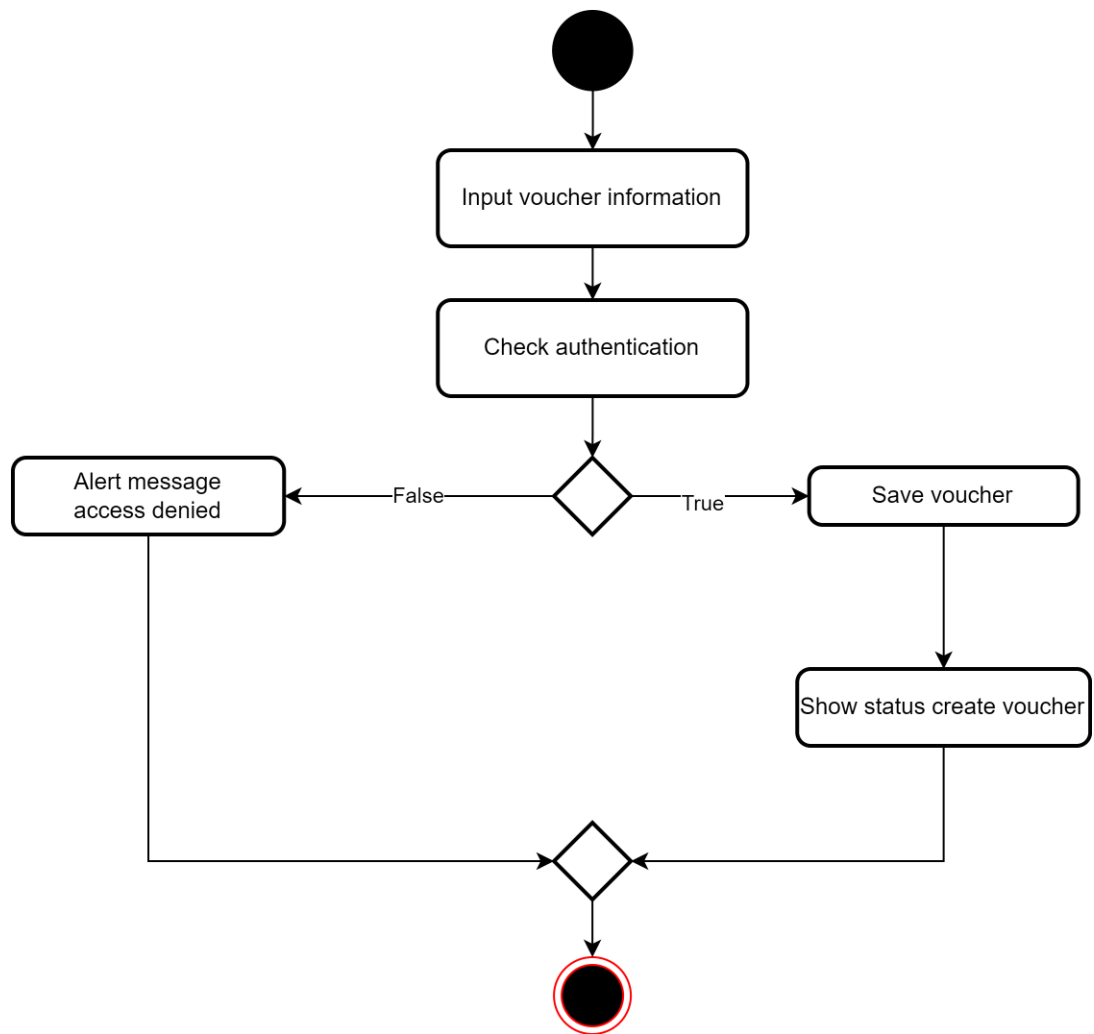 Input voucher information
Check authentication
Alert message
access denied
False
True
Save voucher
Show status create voucher